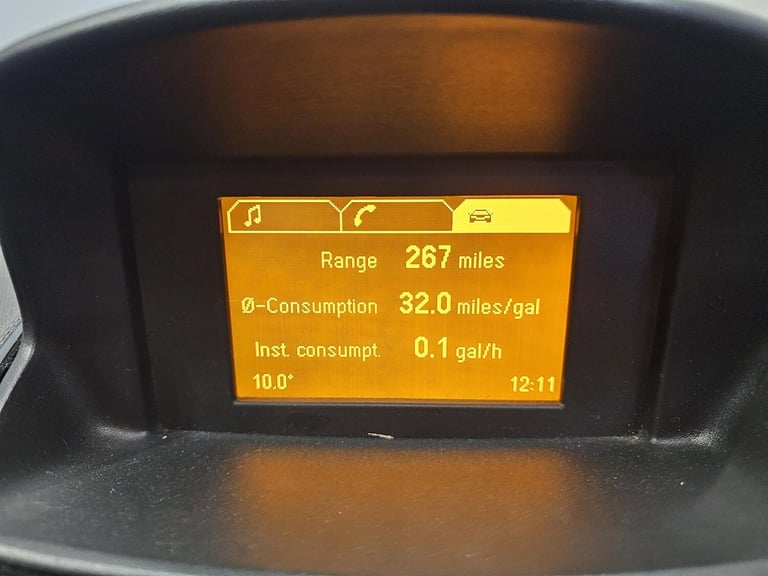 Range 267 miles
Ø-Consumption 32.0 miles/gal
Inst. consumpt. 0.1 gal/h
10.0° 12:11